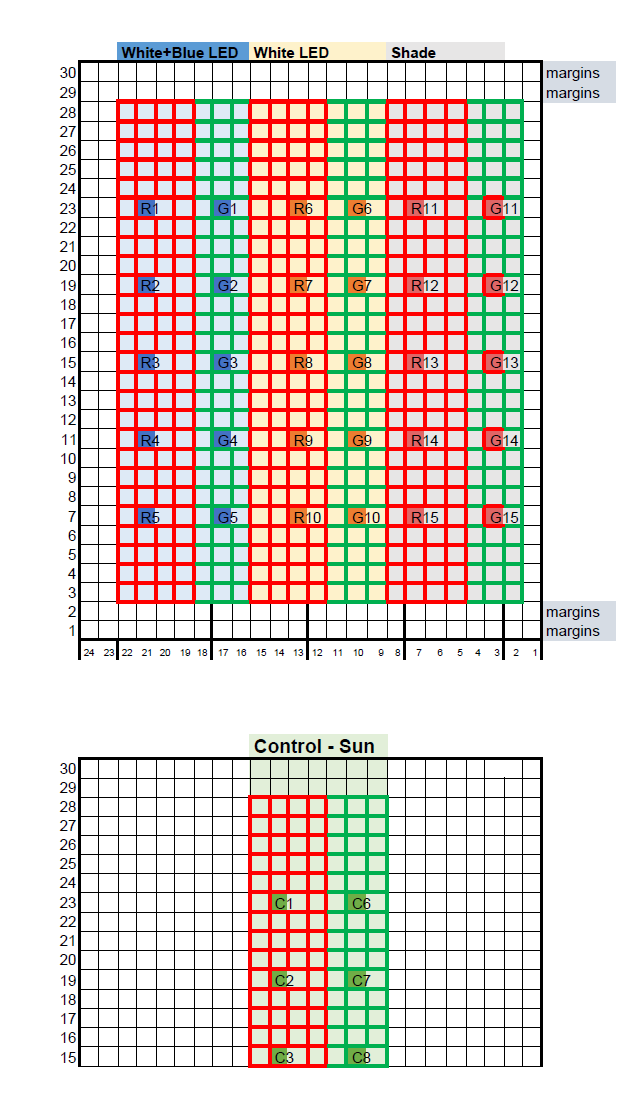 White+Blue LED White LED Shade
30 margins
29 margins
28
27
26
25
24
23 R1 G1 R6 G6 R11 G11
22
21
20
19 R2 G2 R7 G7 R12 G12
18
17
16
15 R3 G3 R8 G8 R13 G13
14
13
12
11 R4 G4 R9 G9 R14 G14
10
9
8
7 R5 G5 R10 G10 R15 G15
6
5
4
3
2 margins
1 margins
24 23 22 21 20 19 18 17 16 15 14 13 12 11 10 9 8 7 6 5 4 3 2 1
Control - Sun
30
29
28
27
26
25
24
23 C1 C6
22
21
20
19 C2 C7
18
17
16
15 C3 C8